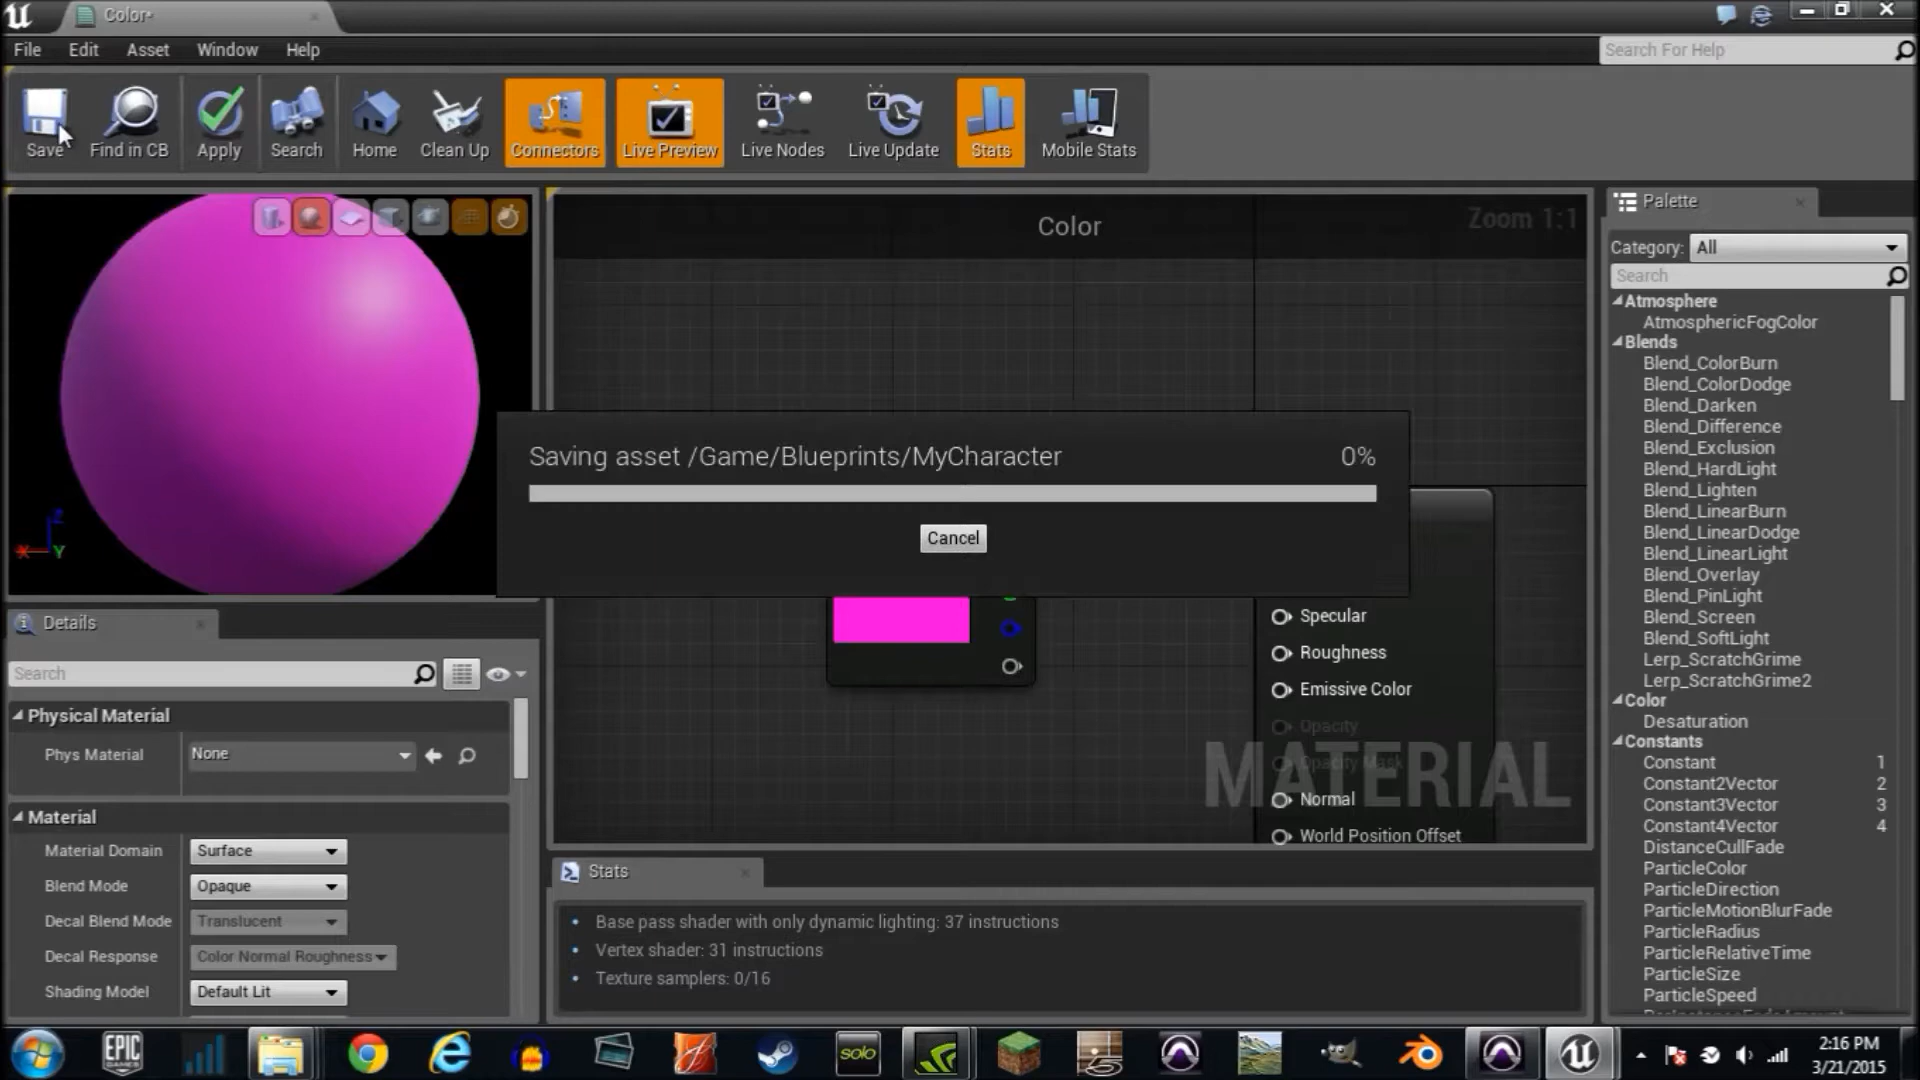 Color*
File Edit Asset Window Help
Search For Help
Save Find in CB Apply Search Home Clean Up Connectors Live Preview Live Nodes Live Update Stats Mobile Stats
Color
Zoom 1:1
Palette
Category: All
Search
Atmosphere
AtmosphericFogColor
Blends
Blend_ColorBurn
Blend_ColorDodge
Blend_Darken
Blend_Difference
Blend_Exclusion
Blend_HardLight
Blend_Lighten
Blend_LinearBurn
Blend_LinearDodge
Blend_LinearLight
Blend_Overlay
Blend_PinLight
Blend_Screen
Blend_SoftLight
Lerp_ScratchGrime
Lerp_ScratchGrime2
Color
Desaturation
Constants
Constant 1
Constant2Vector 2
Constant3Vector 3
Constant4Vector 4
DistanceCullFade
ParticleColor
ParticleDirection
ParticleMotionBlurFade
ParticleRadius
ParticleRelativeTime
ParticleSize
ParticleSpeed
Saving asset /Game/Blueprints/MyCharacter 0%
Cancel
Specular
Roughness
Emissive Color
Opacity
Opacity Mask
Normal
World Position Offset
MATERIAL
Z
X Y
Details
Search
Physical Material
Phys Material None
Material
Material Domain Surface
Blend Mode Opaque
Decal Blend Mode Translucent
Decal Response Color Normal Roughness
Shading Model Default Lit
Stats
Base pass shader with only dynamic lighting: 37 instructions
Vertex shader: 31 instructions
Texture samplers: 0/16
EPIC
GAMES
solo
2:16 PM
3/21/2015